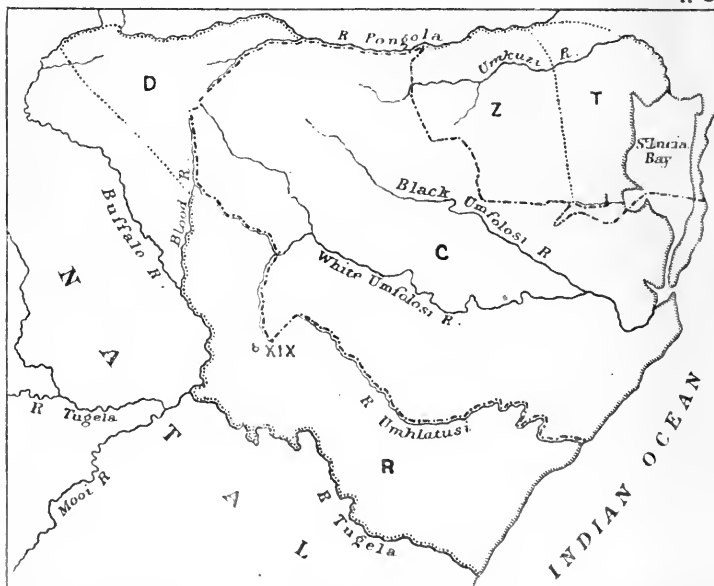 R Pongola
D
Umkuzi R.
Z
T
St Lucia
Bay
Blood R.
Buffalo R.
Black Umfolosi R
C
White Umfolosi R.
N
A
b XIX
R Tugela
R Umhlatusi
T
R
Mooi R
A
R Tugela
L
INDIAN OCEAN